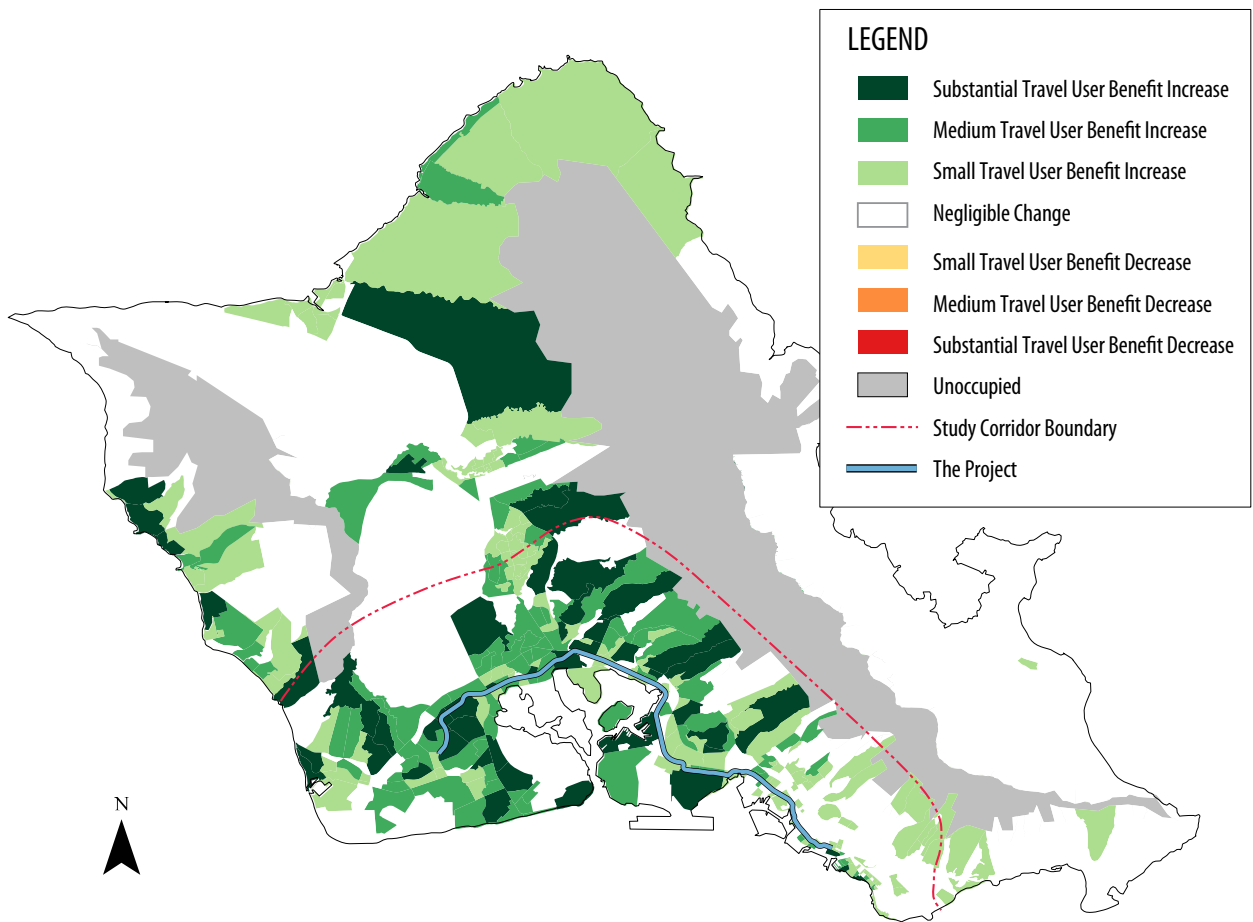 LEGEND
Substantial Travel User Benefit Increase
Medium Travel User Benefit Increase
Small Travel User Benefit Increase
Negligible Change
Small Travel User Benefit Decrease
Medium Travel User Benefit Decrease
Substantial Travel User Benefit Decrease
Unoccupied
Study Corridor Boundary
The Project
N